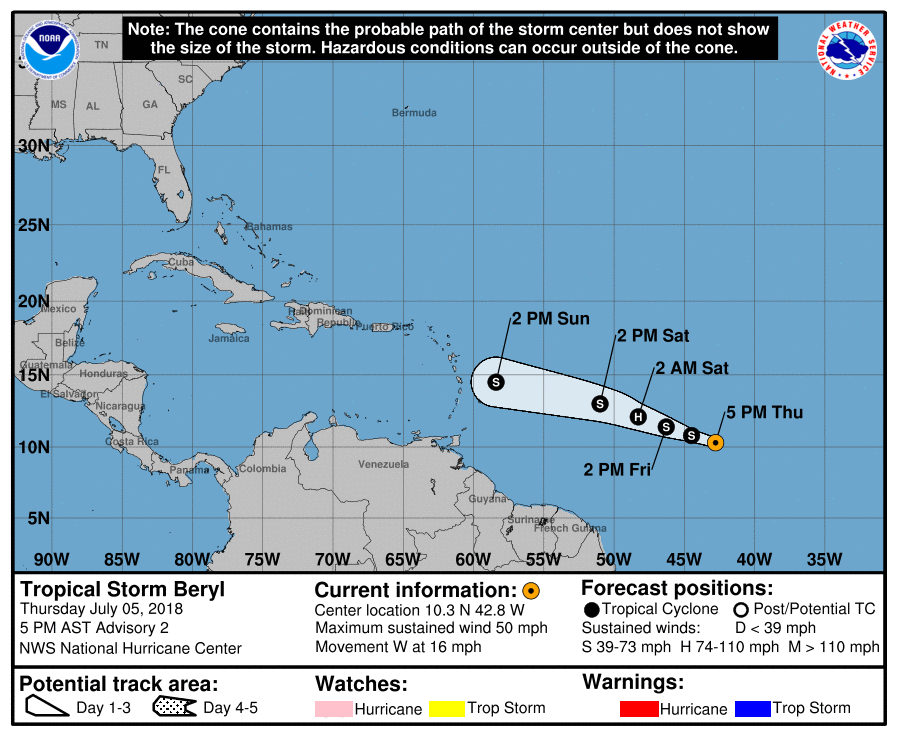 Note: The cone contains the probable path of the storm center but does not show
the size of the storm. Hazardous conditions can occur outside of the cone.
NOAA
NATIONAL WEATHER SERVICE
TN
SC
MS AL GA
Bermuda
30N
FL
25N
Bahamas
Cuba
20N
Mexico
Dominican
Republic
Puerto Rico
Jamaica
2 PM Sun
Belize
2 PM Sat
Guatemala
15N
Honduras
2 AM Sat
S
El Salvador
Nicaragua
S
H
5 PM Thu
S
S
Costa Rica
10N
Panama
Colombia
Venezuela
2 PM Fri
Guyana
5N
Suriname
French Guiana
90W 85W 80W 75W 70W 65W 60W 55W 50W 45W 40W 35W
Tropical Storm Beryl
Thursday July 05, 2018
5 PM AST Advisory 2
NWS National Hurricane Center
Current information:
Center location 10.3 N 42.8 W
Maximum sustained wind 50 mph
Movement W at 16 mph
Forecast positions:
Tropical Cyclone Post/Potential TC
Sustained winds: D < 39 mph
S 39-73 mph H 74-110 mph M > 110 mph
Potential track area:
Day 1-3 Day 4-5
Watches:
Hurricane Trop Storm
Warnings:
Hurricane Trop Storm